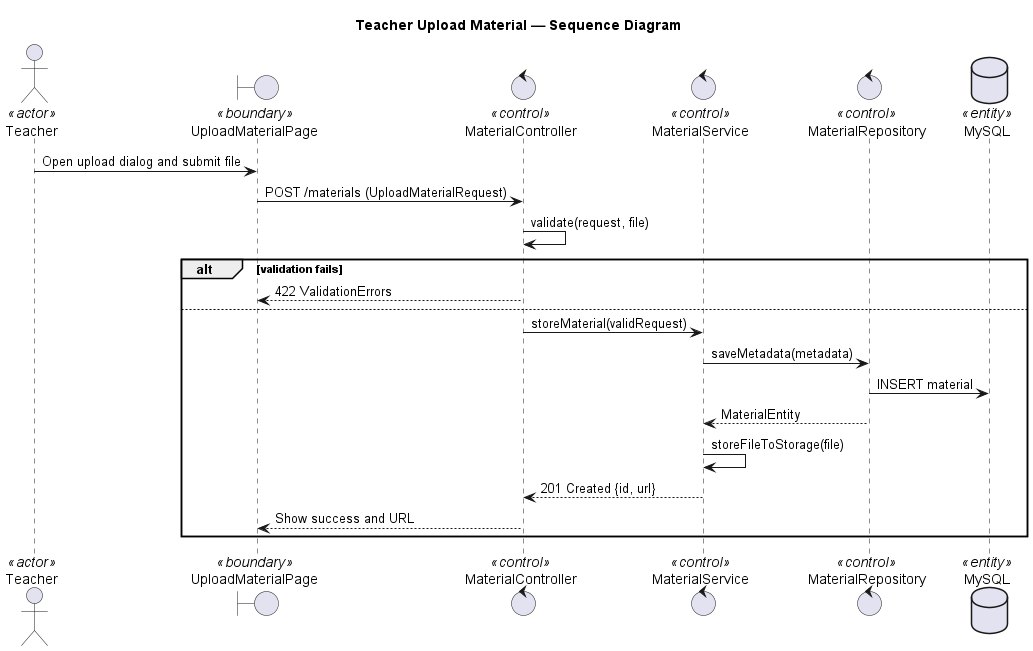 Teacher Upload Material — Sequence Diagram
«actor»
Teacher
«boundary»
UploadMaterialPage
«control»
MaterialController
«control»
MaterialService
«control»
MaterialRepository
«entity»
MySQL
Open upload dialog and submit file
POST /materials (UploadMaterialRequest)
validate(request, file)
alt
[validation fails]
422 ValidationErrors
storeMaterial(validRequest)
saveMetadata(metadata)
INSERT material
MaterialEntity
storeFileToStorage(file)
201 Created {id, url}
Show success and URL
«actor»
Teacher
«boundary»
UploadMaterialPage
«control»
MaterialController
«control»
MaterialService
«control»
MaterialRepository
«entity»
MySQL